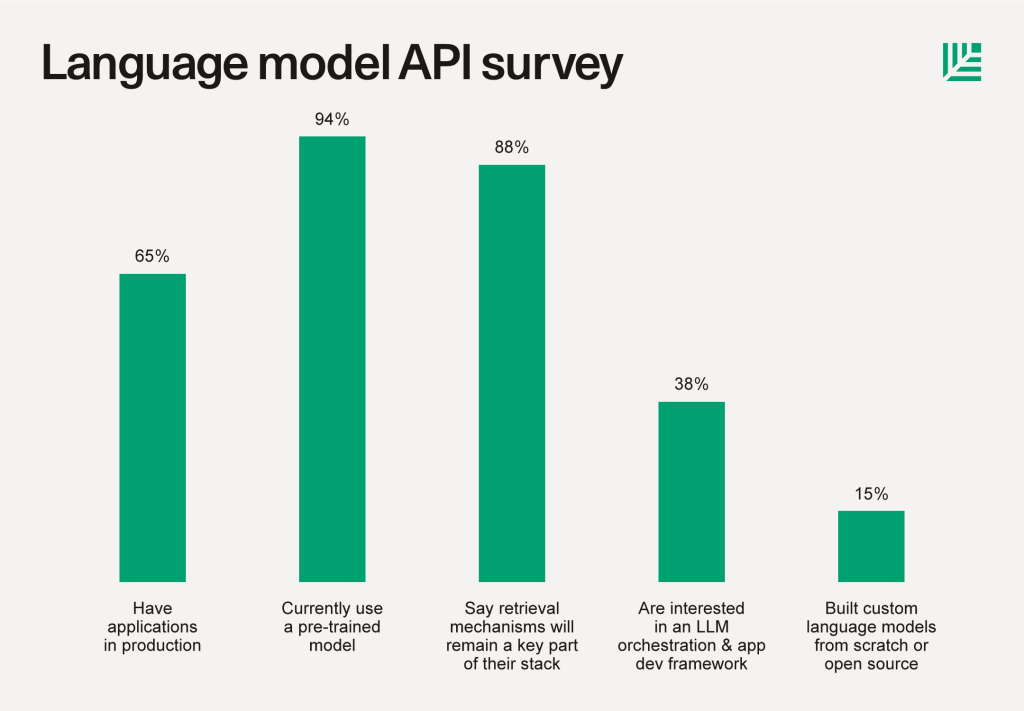 Language model API survey
94%
88%
65%
38%
15%
Have
applications
in production
Currently use
a pre-trained
model
Say retrieval
mechanisms will
remain a key part
of their stack
Are interested
in an LLM
orchestration & app
dev framework
Built custom
language models
from scratch or
open source